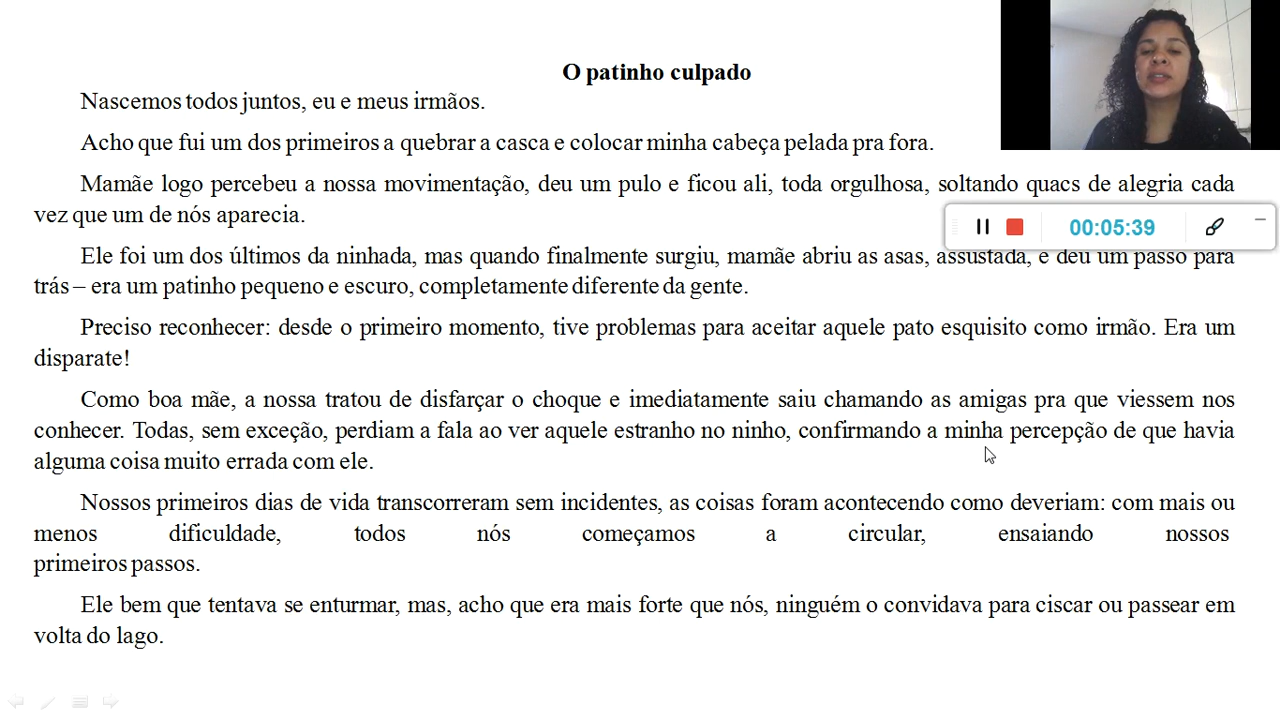 O patinho culpado
Nascemos todos juntos, eu e meus irmãos.
Acho que fui um dos primeiros a quebrar a casca e colocar minha cabeça pelada pra fora.
Mamãe logo percebeu a nossa movimentação, deu um pulo e ficou ali, toda orgulhosa, soltando quacs de alegria cada
vez que um de nós aparecia.
00:05:39
Ele foi um dos últimos da ninhada, mas quando finalmente surgiu, mamãe abriu as asas, assustada, e deu um passo para
trás – era um patinho pequeno e escuro, completamente diferente da gente.
Preciso reconhecer: desde o primeiro momento, tive problemas para aceitar aquele pato esquisito como irmão. Era um
disparate!
Como boa mãe, a nossa tratou de disfarçar o choque e imediatamente saiu chamando as amigas pra que viessem nos
conhecer. Todas, sem exceção, perdiam a fala ao ver aquele estranho no ninho, confirmando a minha percepção de que havia
alguma coisa muito errada com ele.
Nossos primeiros dias de vida transcorreram sem incidentes, as coisas foram acontecendo como deveriam: com mais ou
menos dificuldade, todos nós começamos a circular, ensaiando nossos
primeiros passos.
Ele bem que tentava se enturmar, mas, acho que era mais forte que nós, ninguém o convidava para ciscar ou passear em
volta do lago.